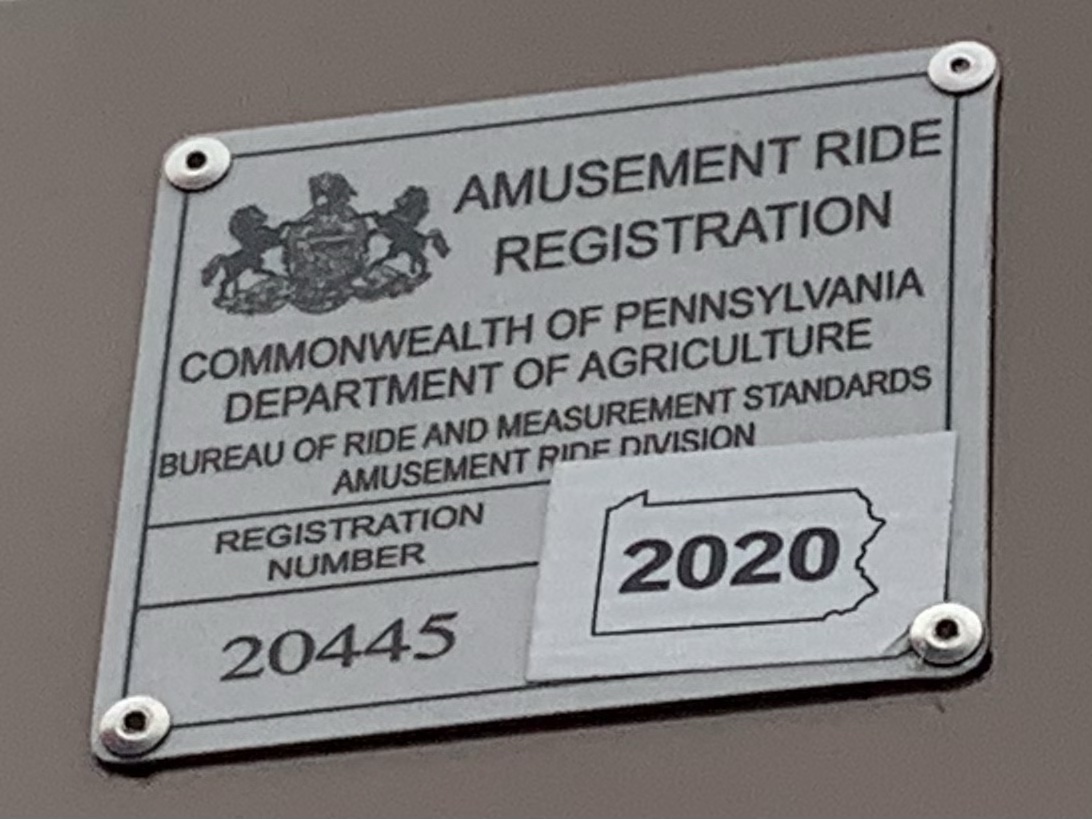 AMUSEMENT RIDE
REGISTRATION
COMMONWEALTH OF PENNSYLVANIA
DEPARTMENT OF AGRICULTURE
BUREAU OF RIDE AND MEASUREMENT STANDARDS
AMUSEMENT RIDE DIVISION
REGISTRATION
NUMBER
20445
2020